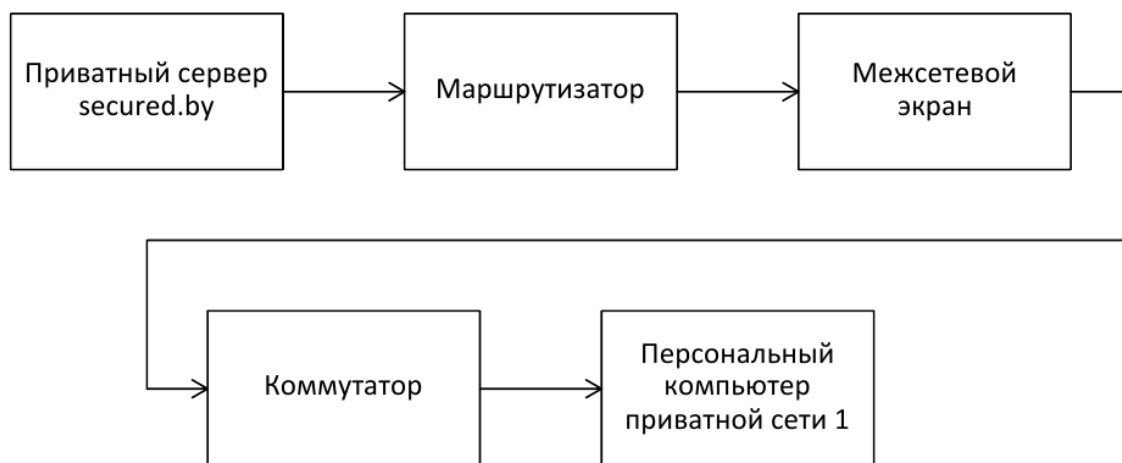 Приватный сервер
secured.by
Маршрутизатор
Межсетевой
экран
Коммутатор
Персональный
компьютер
приватной сети 1